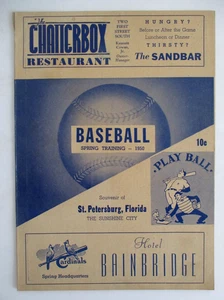 The
CHATTERBOX
RESTAURANT
TWO
FIRST
STREET
SOUTH
HUNGRY?
Before or After the Game
Luncheon or Dinner
THIRSTY?
The SANDBAR
BASEBALL
SPRING TRAINING - 1950
10c
PLAY BALL
Souvenir of
St. Petersburg, Florida
THE SUNSHINE CITY
Cardinals
Spring Headquarters
Hotel
BAINBRIDGE